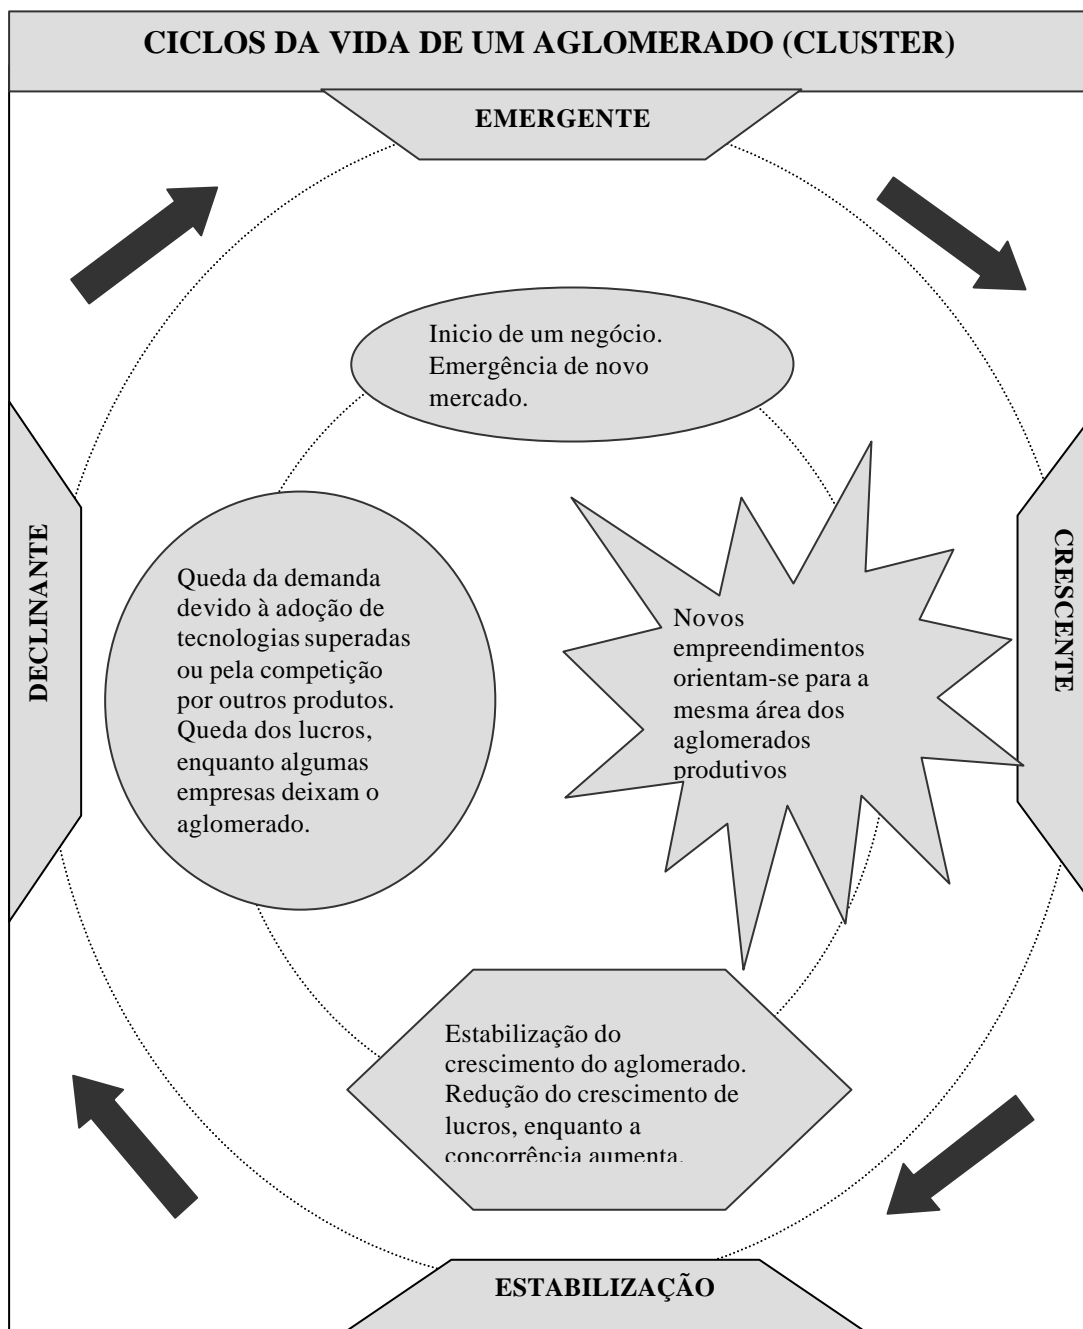 CICLOS DA VIDA DE UM AGLOMERADO (CLUSTER)
EMERGENTE
Inicio de um negócio.
Emergência de novo
mercado.
DECLINANTE
Queda da demanda
devido à adoção de
tecnologias superadas
ou pela competição
por outros produtos.
Queda dos lucros,
enquanto algumas
empresas deixam o
aglomerado.
Novos
empreendimentos
orientam-se para a
mesma área dos
aglomerados
produtivos
CRESCENTE
Estabilização do
crescimento do aglomerado.
Redução do crescimento de
lucros, enquanto a
concorrência aumenta.
ESTABILIZAÇÃO